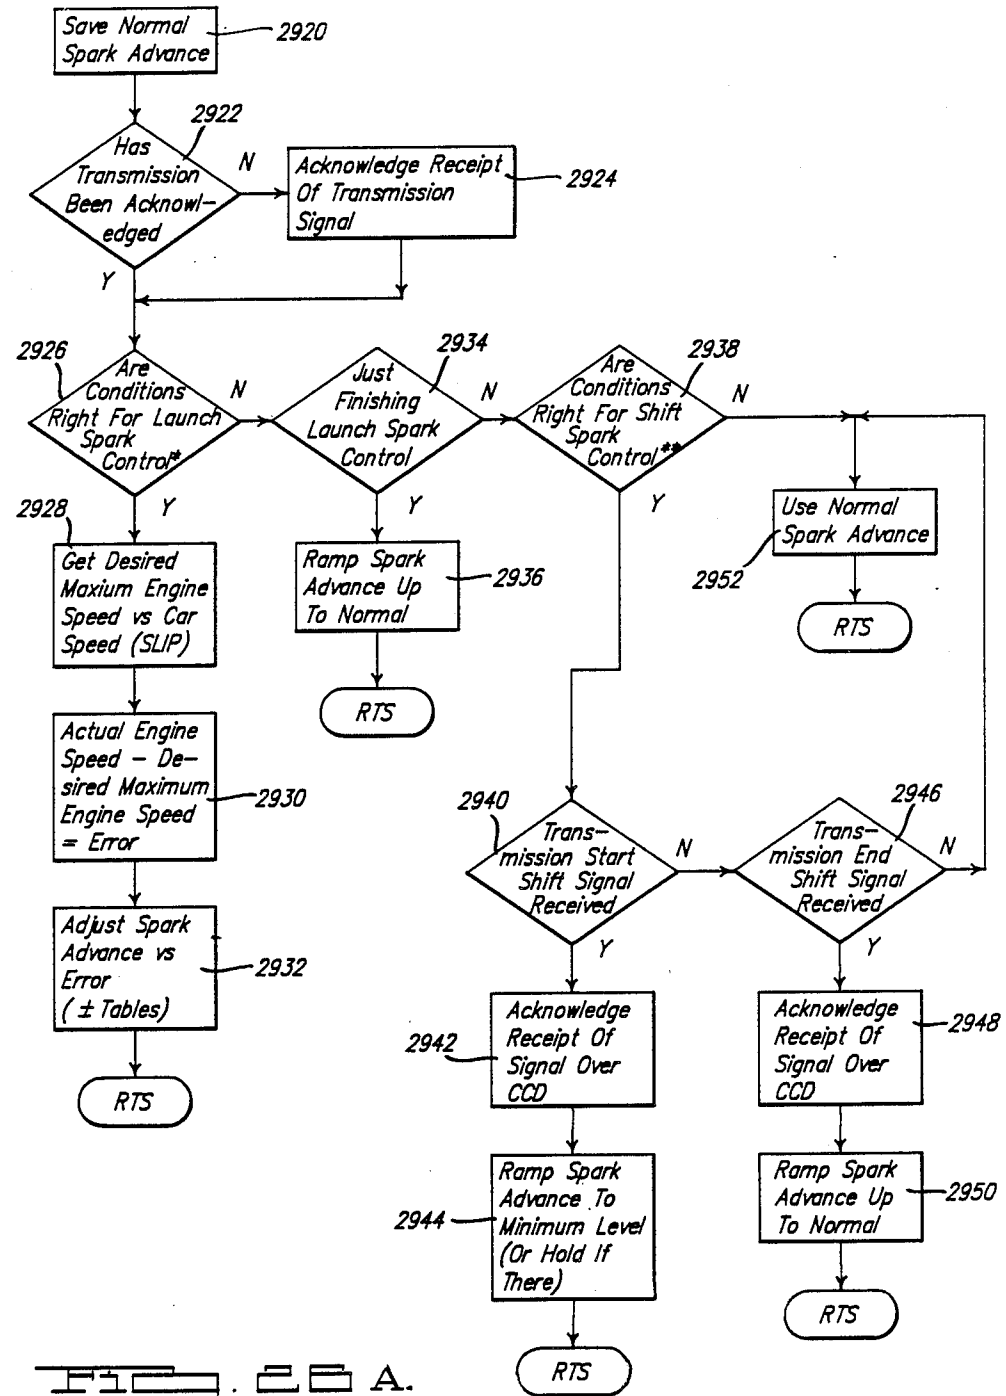 Save Normal
Spark Advance
2920
Has
Transmission
Been Acknowl-
edged
2922
N
Y
Acknowledge Receipt
Of Transmission
Signal
2924
Are
Conditions
Right For Launch
Spark
Control*
2926
N
Y
Just
Finishing
Launch Spark
Control
2934
N
Y
Are
Conditions
Right For Shift
Spark
Control**
2938
N
Y
Get Desired
Maxium Engine
Speed vs Car
Speed (SLIP)
2928
Ramp Spark
Advance Up
To Normal
2936
RTS
Use Normal
Spark Advance
2952
RTS
Actual Engine
Speed - De-
sired Maximum
Engine Speed
= Error
2930
Adjust Spark
Advance vs
Error
(± Tables)
2932
RTS
Trans-
mission Start
Shift Signal
Received
2940
N
Y
Trans-
mission End
Shift Signal
Received
2946
N
Y
Acknowledge
Receipt Of
Signal Over
CCD
2942
Acknowledge
Receipt Of
Signal Over
CCD
2948
Ramp Spark
Advance To
Minimum Level
(Or Hold If
There)
2944
RTS
Ramp Spark
Advance Up
To Normal
2950
RTS
A.